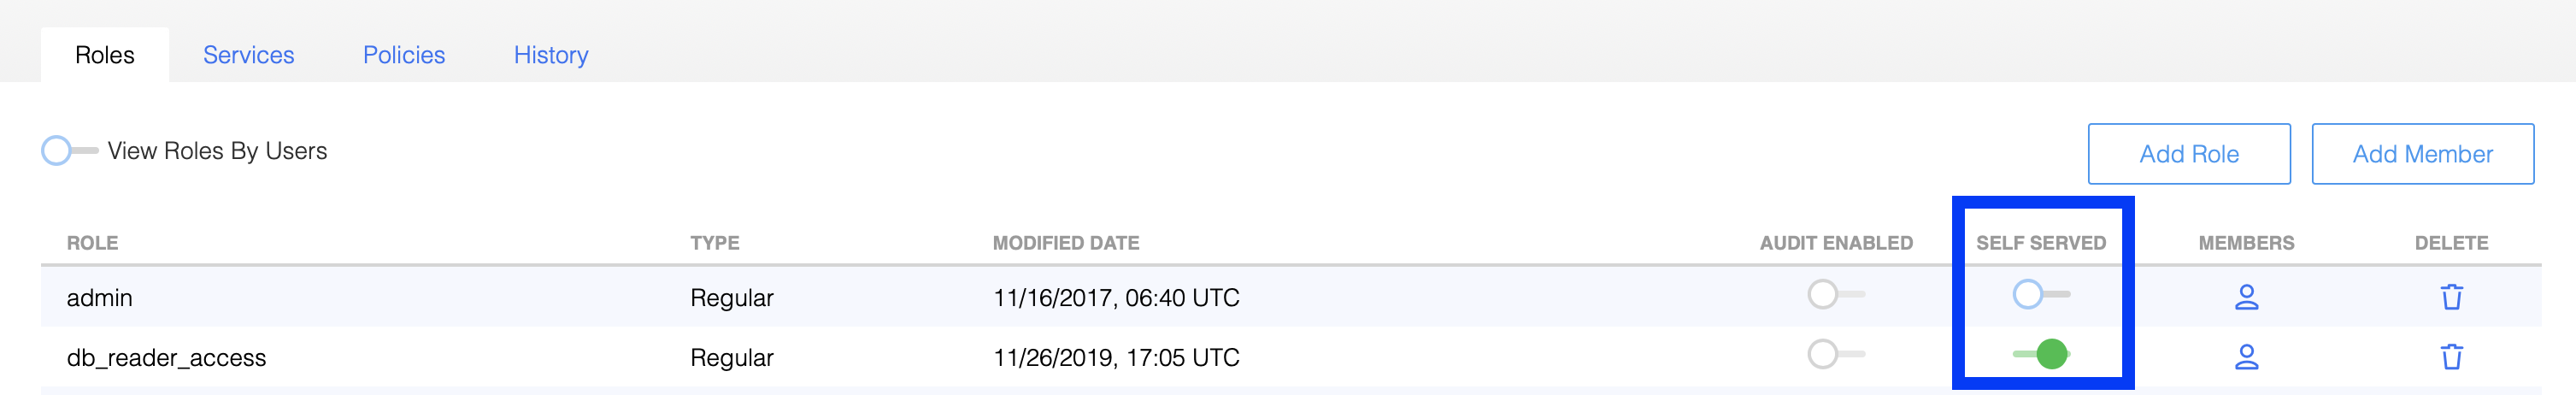 Roles Services Policies History
View Roles By Users Add Role Add Member
ROLE TYPE MODIFIED DATE AUDIT ENABLED SELF SERVED MEMBERS DELETE
admin Regular 11/16/2017, 06:40 UTC
db_reader_access Regular 11/26/2019, 17:05 UTC